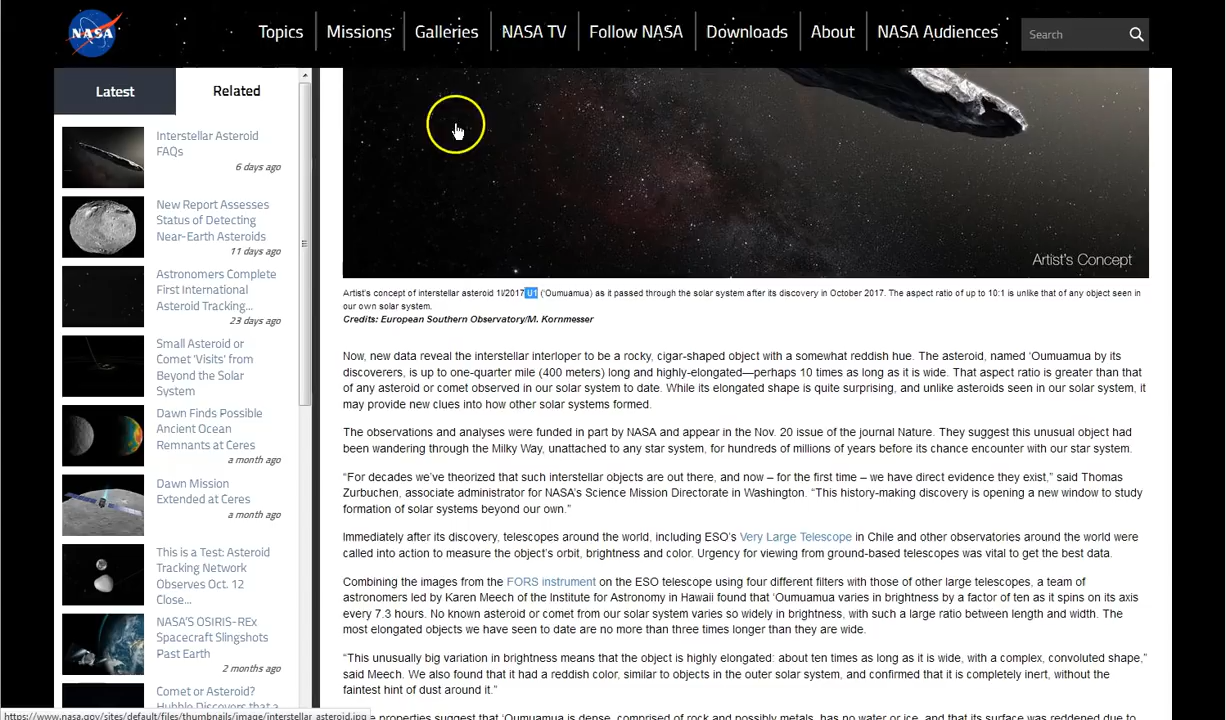 NASA
Topics
Missions
Galleries
NASA TV
Follow NASA
Downloads
About
NASA Audiences
Search
Latest
Related
Interstellar Asteroid
FAQs
6 days ago
New Report Assesses
Status of Detecting
Near-Earth Asteroids
11 days ago
Astronomers Complete
First International
Asteroid Tracking...
23 days ago
Small Asteroid or
Comet 'Visits' from
Beyond the Solar
System
Dawn Finds Possible
Ancient Ocean
Remnants at Ceres
a month ago
Dawn Mission
Extended at Ceres
a month ago
This is a Test: Asteroid
Tracking Network
Observes Oct. 12
Close...
NASA'S OSIRIS-REx
Spacecraft Slingshots
Past Earth
2 months ago
Comet or Asteroid?
Hubble Discovers that a
https://www.nasa.gov/sites/default/files/thumbnails/image/interstellar_asteroid.jpg
Artist's Concept
Artist's concept of interstellar asteroid 1I/2017 U1 ('Oumuamua) as it passed through the solar system after its discovery in October 2017. The aspect ratio of up to 10:1 is unlike that of any object seen in
our own solar system.
Credits: European Southern Observatory/M. Kornmesser
Now, new data reveal the interstellar interloper to be a rocky, cigar-shaped object with a somewhat reddish hue. The asteroid, named ‘Oumuamua by its
discoverers, is up to one-quarter mile (400 meters) long and highly-elongated—perhaps 10 times as long as it is wide. That aspect ratio is greater than that
of any asteroid or comet observed in our solar system to date. While its elongated shape is quite surprising, and unlike asteroids seen in our solar system, it
may provide new clues into how other solar systems formed.
The observations and analyses were funded in part by NASA and appear in the Nov. 20 issue of the journal Nature. They suggest this unusual object had
been wandering through the Milky Way, unattached to any star system, for hundreds of millions of years before its chance encounter with our star system.
“For decades we’ve theorized that such interstellar objects are out there, and now – for the first time – we have direct evidence they exist,” said Thomas
Zurbuchen, associate administrator for NASA’s Science Mission Directorate in Washington. “This history-making discovery is opening a new window to study
formation of solar systems beyond our own.”
Immediately after its discovery, telescopes around the world, including ESO’s Very Large Telescope in Chile and other observatories around the world were
called into action to measure the object’s orbit, brightness and color. Urgency for viewing from ground-based telescopes was vital to get the best data.
Combining the images from the FORS instrument on the ESO telescope using four different filters with those of other large telescopes, a team of
astronomers led by Karen Meech of the Institute for Astronomy in Hawaii found that ‘Oumuamua varies in brightness by a factor of ten as it spins on its axis
every 7.3 hours. No known asteroid or comet from our solar system varies so widely in brightness, with such a large ratio between length and width. The
most elongated objects we have seen to date are no more than three times longer than they are wide.
“This unusually big variation in brightness means that the object is highly elongated: about ten times as long as it is wide, with a complex, convoluted shape,”
said Meech. We also found that it had a reddish color, similar to objects in the outer solar system, and confirmed that it is completely inert, without the
faintest hint of dust around it.”
properties suggest that ‘Oumuamua is dense, comprised of rock and possibly metals, has no water or ice, and that its surface was reddened due to